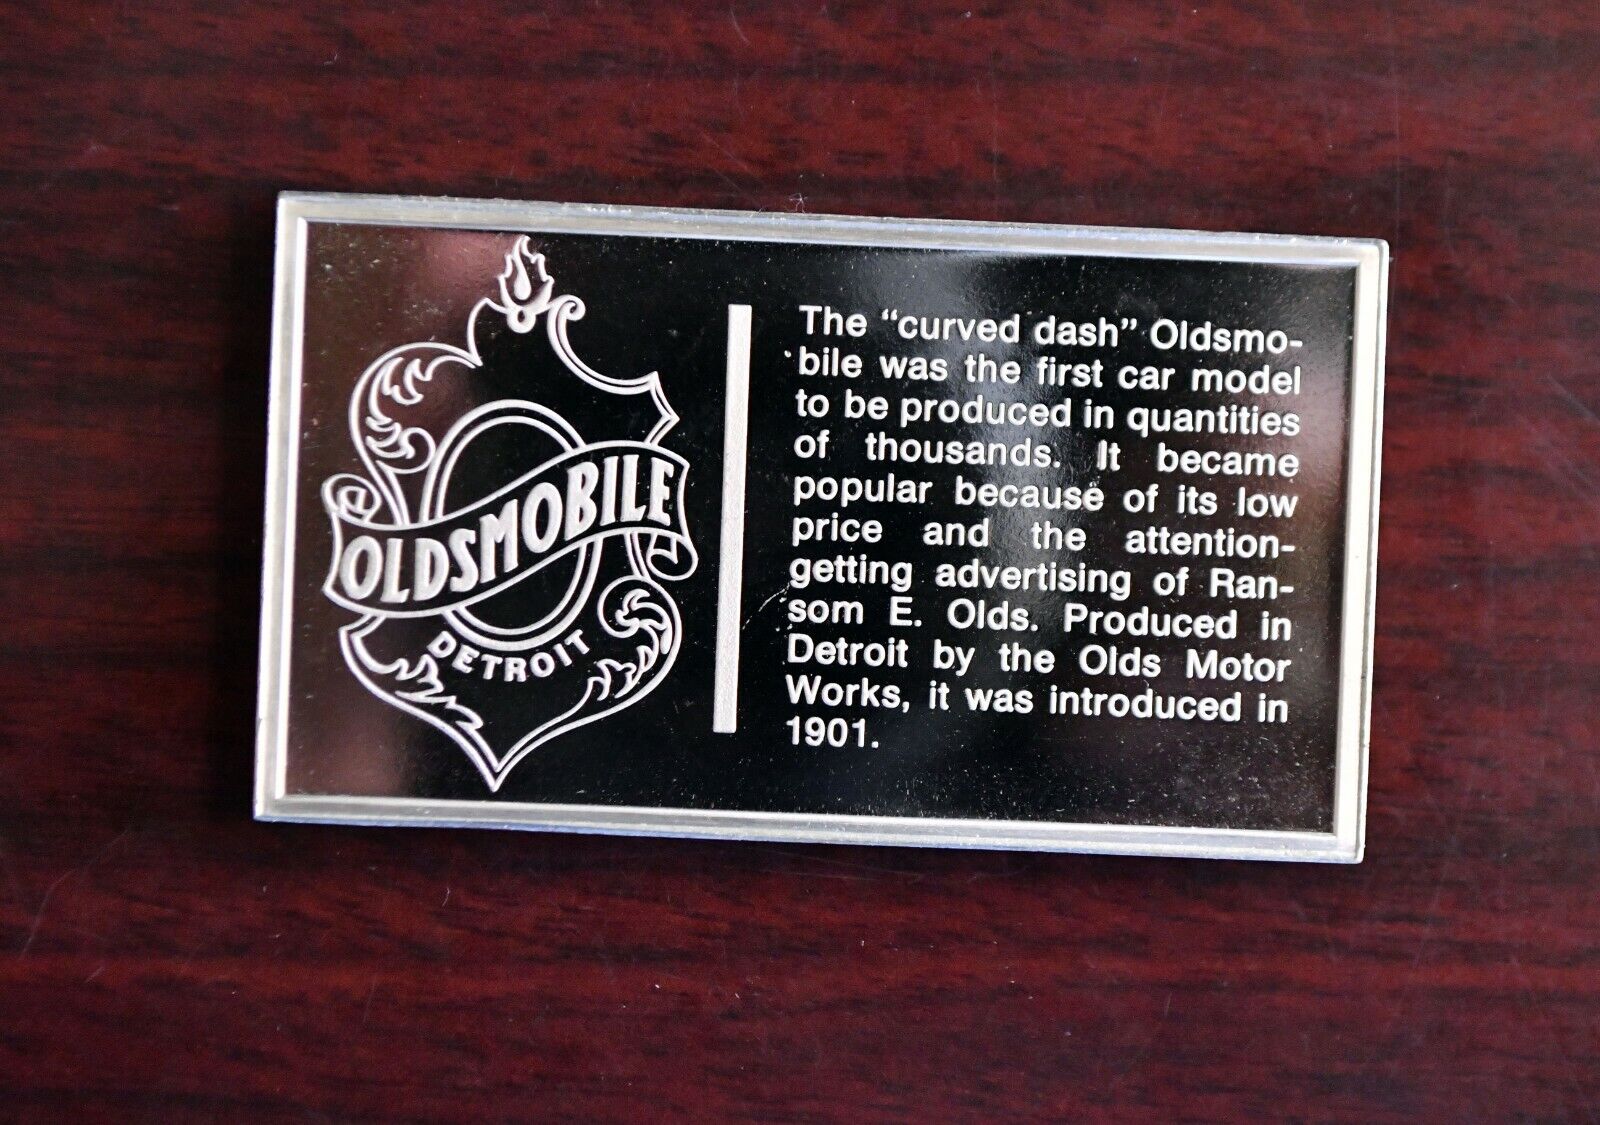 OLDSMOBILE
DETROIT
The "curved dash" Oldsmo-
bile was the first car model
to be produced in quantities
of thousands. It became
popular because of its low
price and the attention-
getting advertising of Ran-
som E. Olds. Produced in
Detroit by the Olds Motor
Works, it was introduced in
1901.